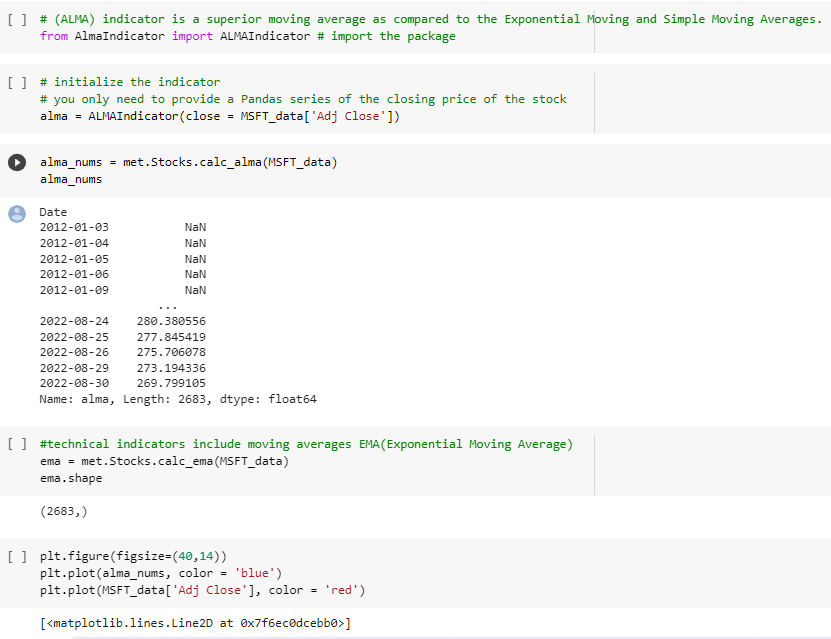 [ ] # (ALMA) indicator is a superior moving average as compared to the Exponential Moving and Simple Moving Averages.
from AlmaIndicator import ALMAIndicator # import the package
[ ] # initialize the indicator
# you only need to provide a Pandas series of the closing price of the stock
alma = ALMAIndicator(close = MSFT_data['Adj Close'])
alma_nums = met.Stocks.calc_alma(MSFT_data)
alma_nums
Date
2012-01-03 NaN
2012-01-04 NaN
2012-01-05 NaN
2012-01-06 NaN
2012-01-09 NaN
...
2022-08-24 280.380556
2022-08-25 277.845419
2022-08-26 275.706078
2022-08-29 273.194336
2022-08-30 269.799105
Name: alma, Length: 2683, dtype: float64
[ ] #technical indicators include moving averages EMA(Exponential Moving Average)
ema = met.Stocks.calc_ema(MSFT_data)
ema.shape
(2683,)
[ ] plt.figure(figsize=(40,14))
plt.plot(alma_nums, color = 'blue')
plt.plot(MSFT_data['Adj Close'], color = 'red')
[<matplotlib.lines.Line2D at 0x7f6ec0dcebb0>]